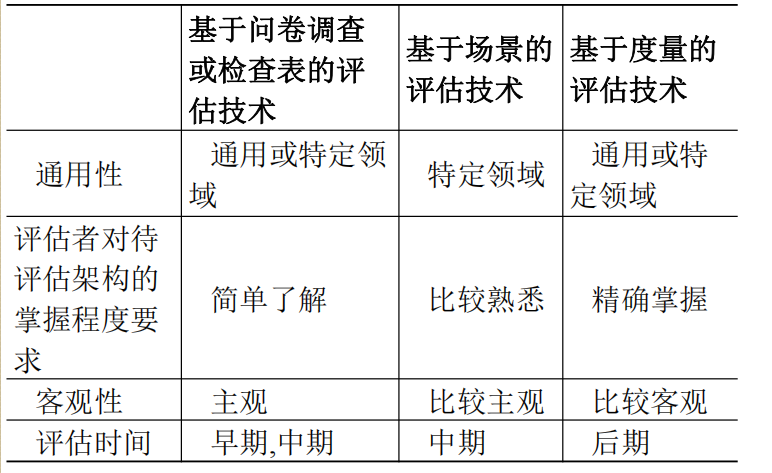 基于问卷调查
或检查表的评
估技术
基于场景的
评估技术
基于度量的
评估技术
通用性
通用或特定领
域
特定领域
通用或特
定领域
评估者对待
评估架构的
掌握程度要
求
简单了解
比较熟悉
精确掌握
客观性
主观
比较主观
比较客观
评估时间
早期,中期
中期
后期